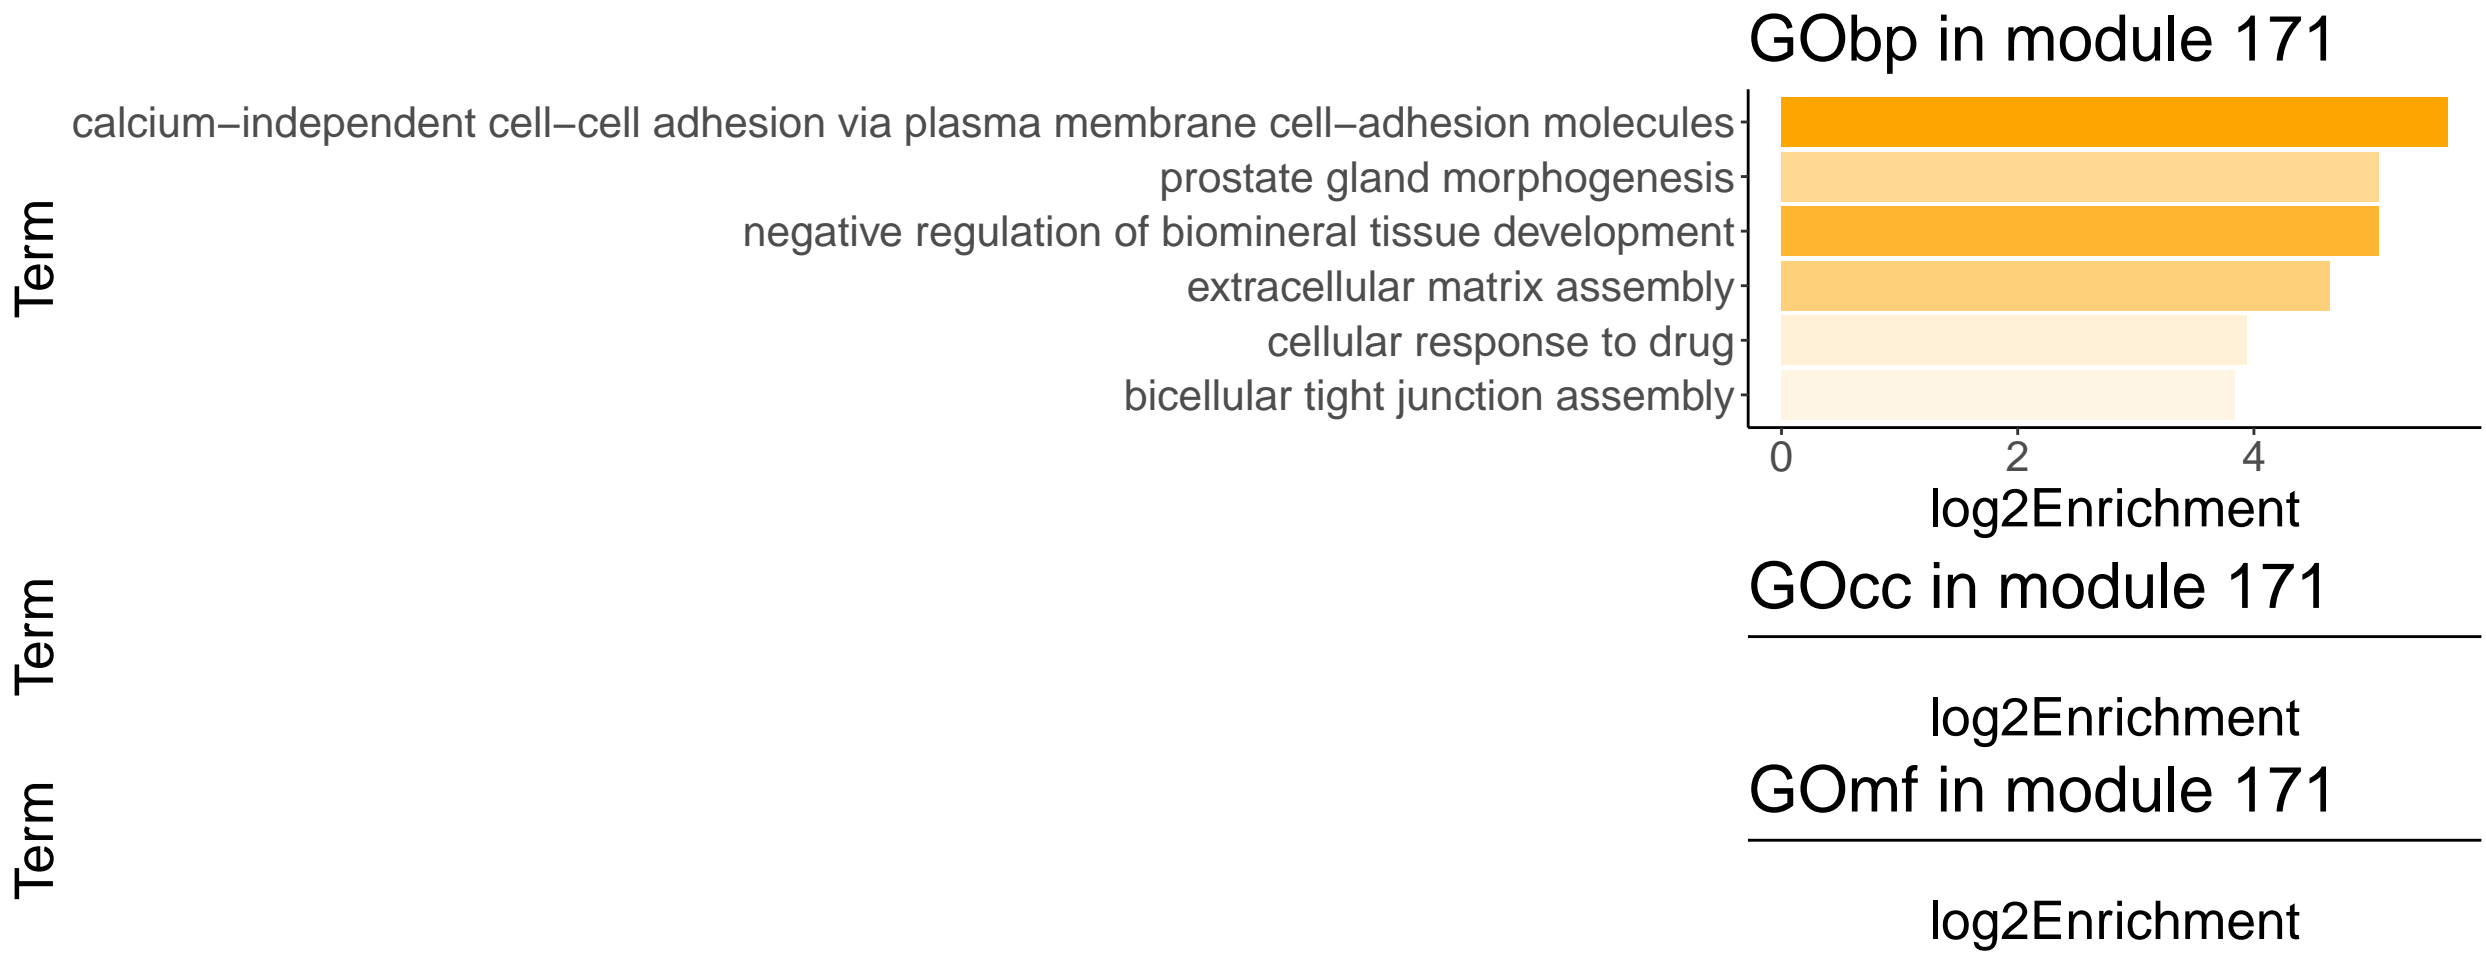 GObp in module 171
Term
calcium−independent cell−cell adhesion via plasma membrane cell−adhesion molecules
prostate gland morphogenesis
negative regulation of biomineral tissue development
extracellular matrix assembly
cellular response to drug
bicellular tight junction assembly
0 2 4
log2Enrichment
GOcc in module 171
Term
log2Enrichment
GOmf in module 171
Term
log2Enrichment